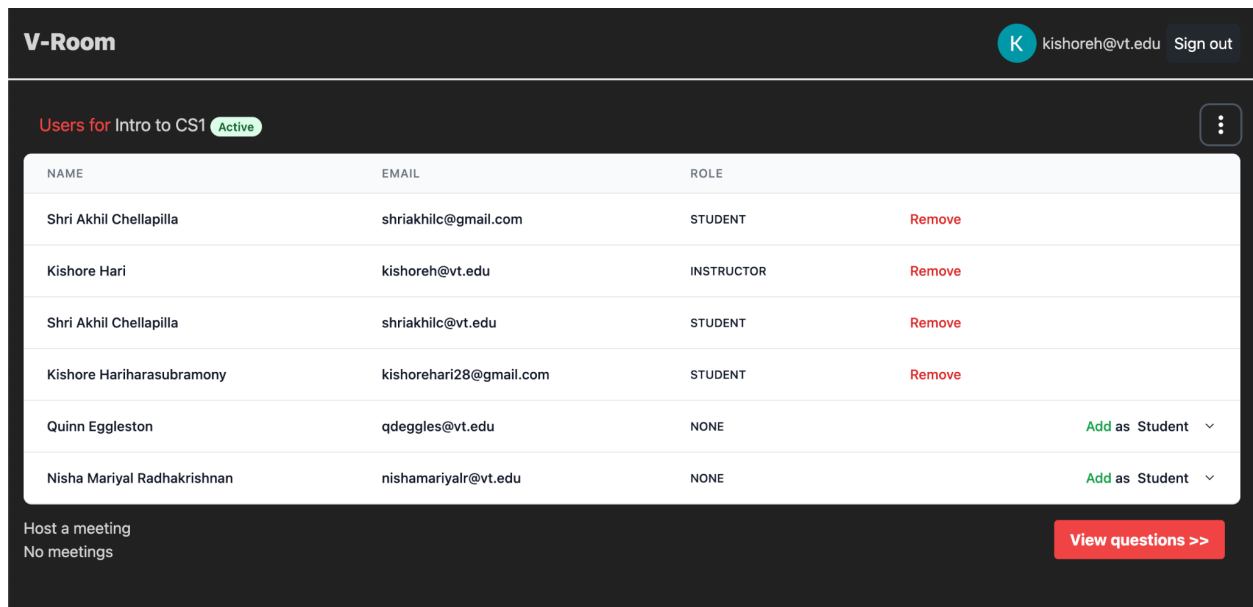 V-Room
K kishoreh@vt.edu Sign out
Users for Intro to CS1 Active
NAME EMAIL ROLE
Shri Akhil Chellapilla shriakhilc@gmail.com STUDENT Remove
Kishore Hari kishoreh@vt.edu INSTRUCTOR Remove
Shri Akhil Chellapilla shriakhilc@vt.edu STUDENT Remove
Kishore Hariharasubramony kishorehari28@gmail.com STUDENT Remove
Quinn Eggleston qdeggles@vt.edu NONE Add as Student
Nisha Mariyal Radhakrishnan nishamariyalr@vt.edu NONE Add as Student
Host a meeting
No meetings
View questions >>